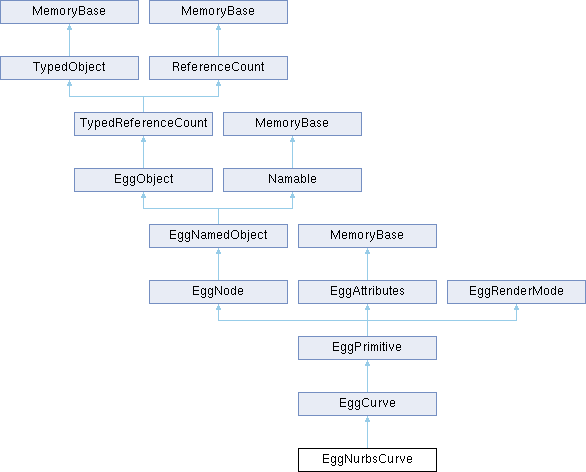 MemoryBase
MemoryBase
TypedObject
ReferenceCount
TypedReferenceCount
MemoryBase
EggObject
Namable
EggNamedObject
MemoryBase
EggNode
EggAttributes
EggRenderMode
EggPrimitive
EggCurve
EggNurbsCurve